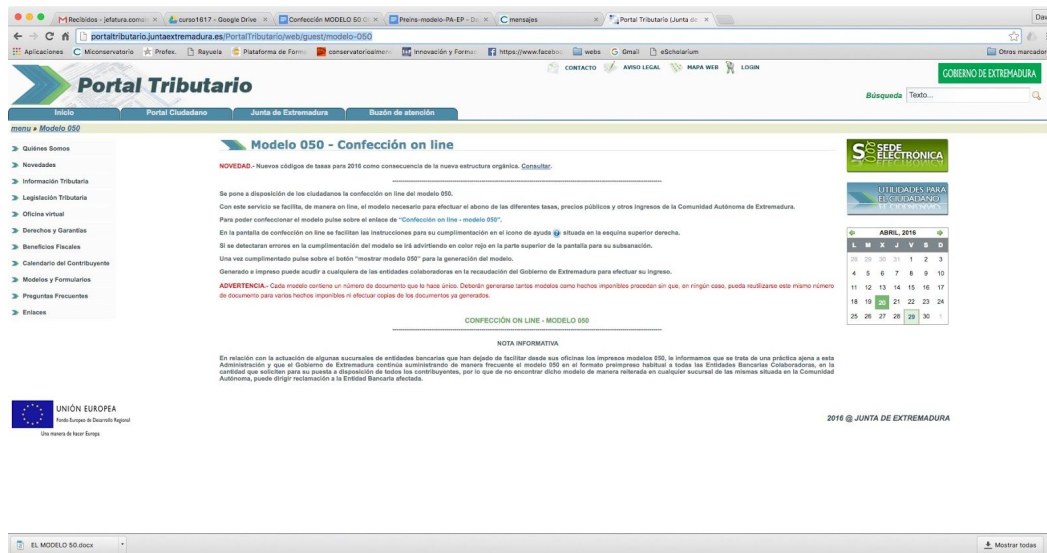 Recibidos - jefatura.comas
curso1617 - Google Drive
Confección MODELO 50
Preins-modelo-PA-EP - Do
mensajes
Portal Tributario (Junta de
portaltributario.juntaextremadura.es/PortalTributario/web/guest/modelo-050
Aplicaciones
Miconservatorio
Profex.
Rayuela
Plataforma de Form
conservatorioalmen
Innovación y Formac
https://www.facebo
webs
Gmail
eScholarium
Otros marcador
CONTACTO
AVISO LEGAL
MAPA WEB
LOGIN
GOBIERNO DE EXTREMADURA
Portal Tributario
Búsqueda
Texto...
Inicio
Portal Ciudadano
Junta de Extremadura
Buzón de atención
menu » Modelo 050
Quiénes Somos
Novedades
Información Tributaria
Legislación Tributaria
Oficina virtual
Derechos y Garantías
Beneficios Fiscales
Calendario del Contribuyente
Modelos y Formularios
Preguntas Frecuentes
Enlaces
Modelo 050 - Confección on line
NOVEDAD.- Nuevos códigos de tasas para 2016 como consecuencia de la nueva estructura orgánica. Consultar.
Se pone a disposición de los ciudadanos la confección on line del modelo 050.
Con este servicio se facilita, de manera on line, el modelo necesario para efectuar el abono de las diferentes tasas, precios públicos y otros ingresos de la Comunidad Autónoma de Extremadura.
Para poder confeccionar el modelo pulse sobre el enlace de "Confección on line - modelo 050".
En la pantalla de confección on line se facilitan las instrucciones para su cumplimentación en el icono de ayuda situada en la esquina superior derecha.
Si se detectaran errores en la cumplimentación del modelo se irá advirtiendo en color rojo en la parte superior de la pantalla para su subsanación.
Una vez cumplimentado pulse sobre el botón "mostrar modelo 050" para la generación del modelo.
Generado e impreso puede acudir a cualquiera de las entidades colaboradoras en la recaudación del Gobierno de Extremadura para efectuar su ingreso.
ADVERTENCIA.- Cada modelo contiene un número de documento que lo hace único. Deberán generarse tantos modelos como hechos imponibles procedan sin que, en ningún caso, pueda reutilizarse este mismo número
de documento para varios hechos imponibles ni efectuar copias de los documentos ya generados.
CONFECCIÓN ON LINE - MODELO 050
NOTA INFORMATIVA
En relación con la actuación de algunas sucursales de entidades bancarias que han dejado de facilitar desde sus oficinas los impresos modelos 050, le informamos que se trata de una práctica ajena a esta
Administración y que el Gobierno de Extremadura continúa suministrando de manera frecuente el modelo 050 en el formato preimpreso habitual a todas las Entidades Bancarias Colaboradoras, en la
cantidad que soliciten para su puesta a disposición de todos los contribuyentes, por lo que de no encontrar dicho modelo de manera reiterada en cualquier sucursal de las mismas situada en la Comunidad
Autónoma, puede dirigir reclamación a la Entidad Bancaria afectada.
SEDE
ELECTRÓNICA
UTILIDADES PARA
EL CIUDADANO
ABRIL, 2016
L M X J V S D
28 29 30 31 1 2 3
4 5 6 7 8 9 10
11 12 13 14 15 16 17
18 19 20 21 22 23 24
25 26 27 28 29 30 1
UNIÓN EUROPEA
Fondo Europeo de Desarrollo Regional
Una manera de hacer Europa
2016 @ JUNTA DE EXTREMADURA
EL MODELO 50.docx
Mostrar todas